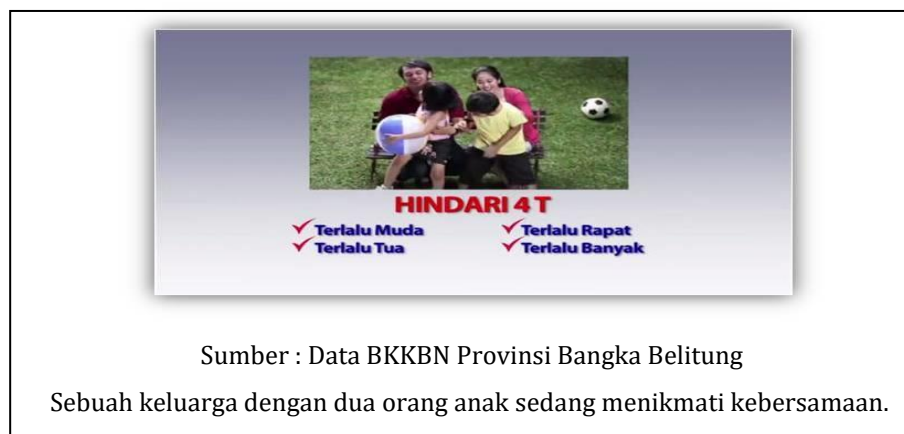 HINDARI 4 T
Terlalu Muda
Terlalu Tua
Terlalu Rapat
Terlalu Banyak
Sumber : Data BKKBN Provinsi Bangka Belitung
Sebuah keluarga dengan dua orang anak sedang menikmati kebersamaan.